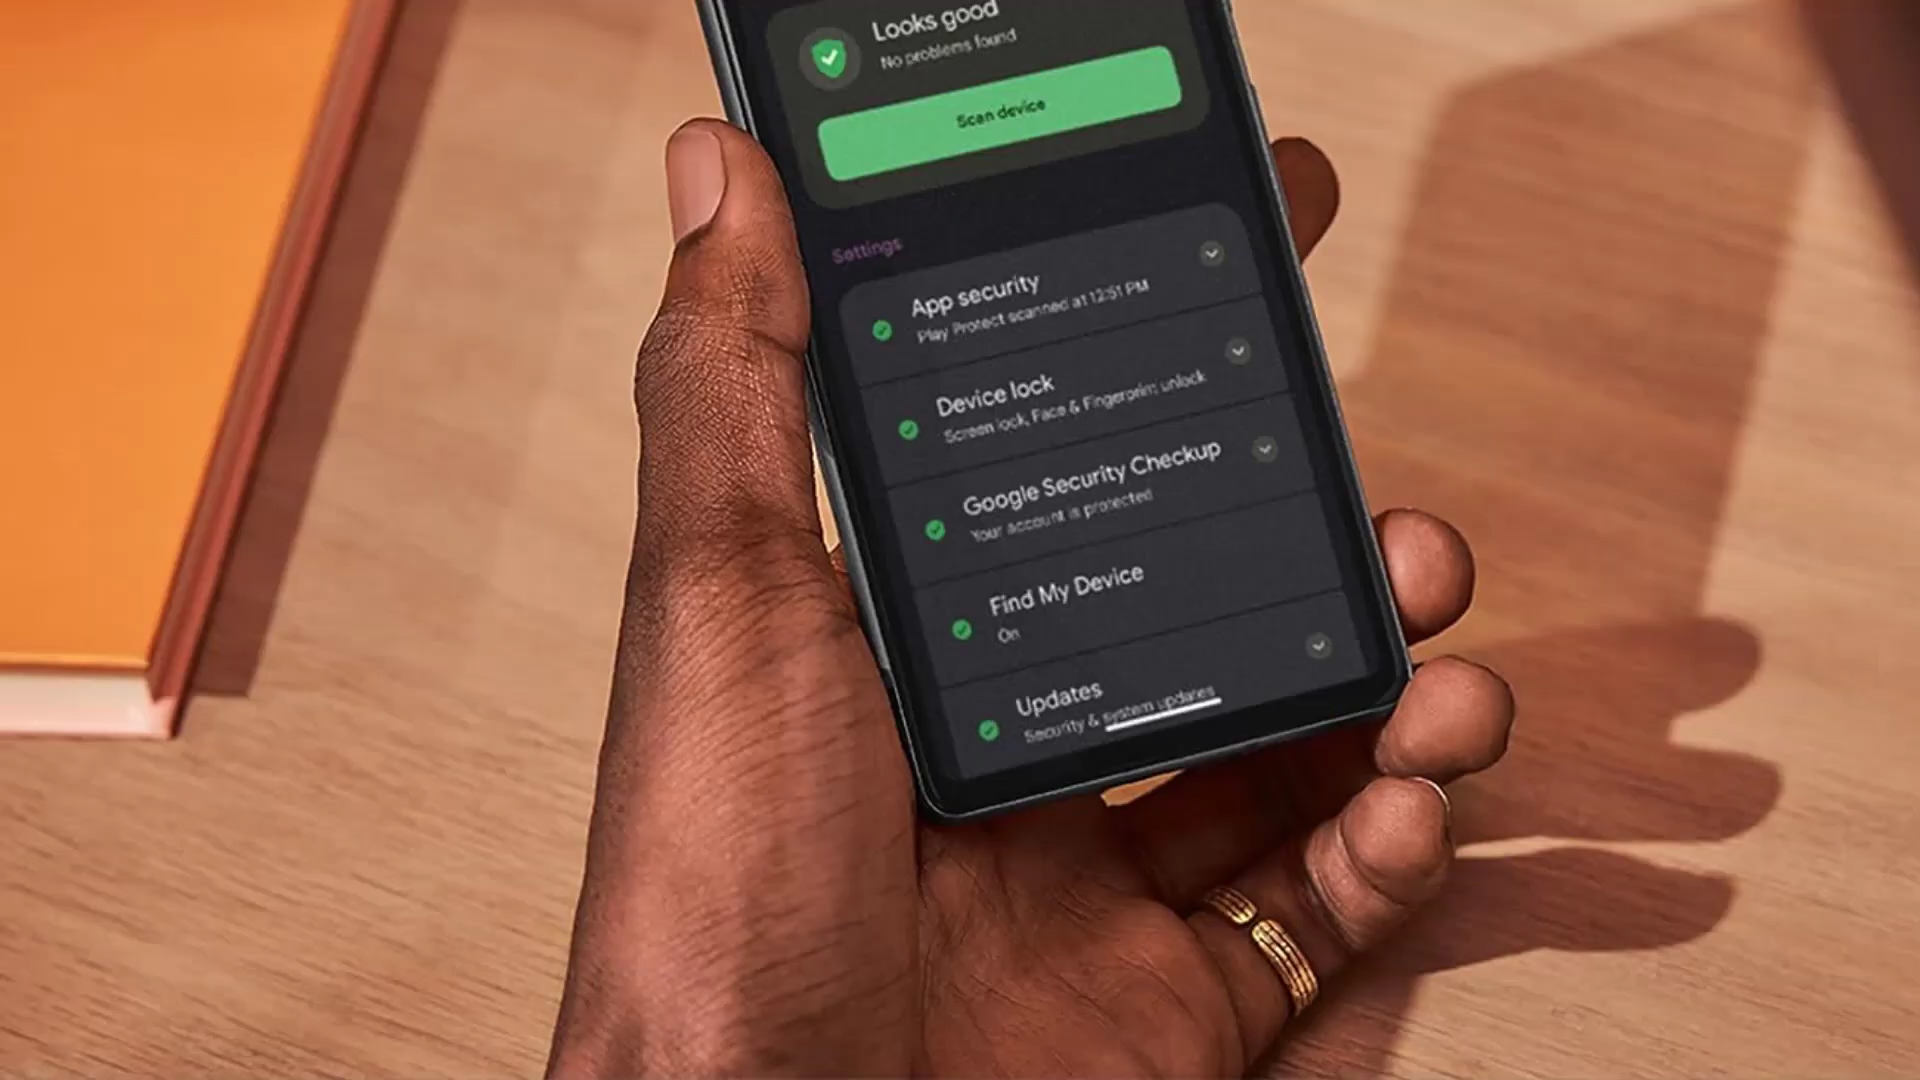 Looks good
No problems found
Scan device
Settings
App security
Play Protect scanned at 12:51 PM
Device lock
Screen lock, Face & Fingerprint unlock
Google Security Checkup
Your account is protected
Find My Device
On
Updates
Security & system updates